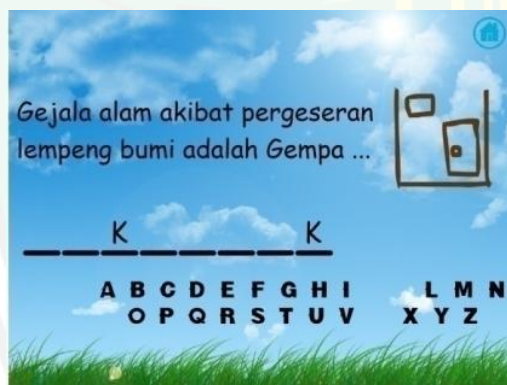 Gejala alam akibat pergeseran
lempeng bumi adalah Gempa ...
K K
A B C D E F G H I L M N
O P Q R S T U V X Y Z